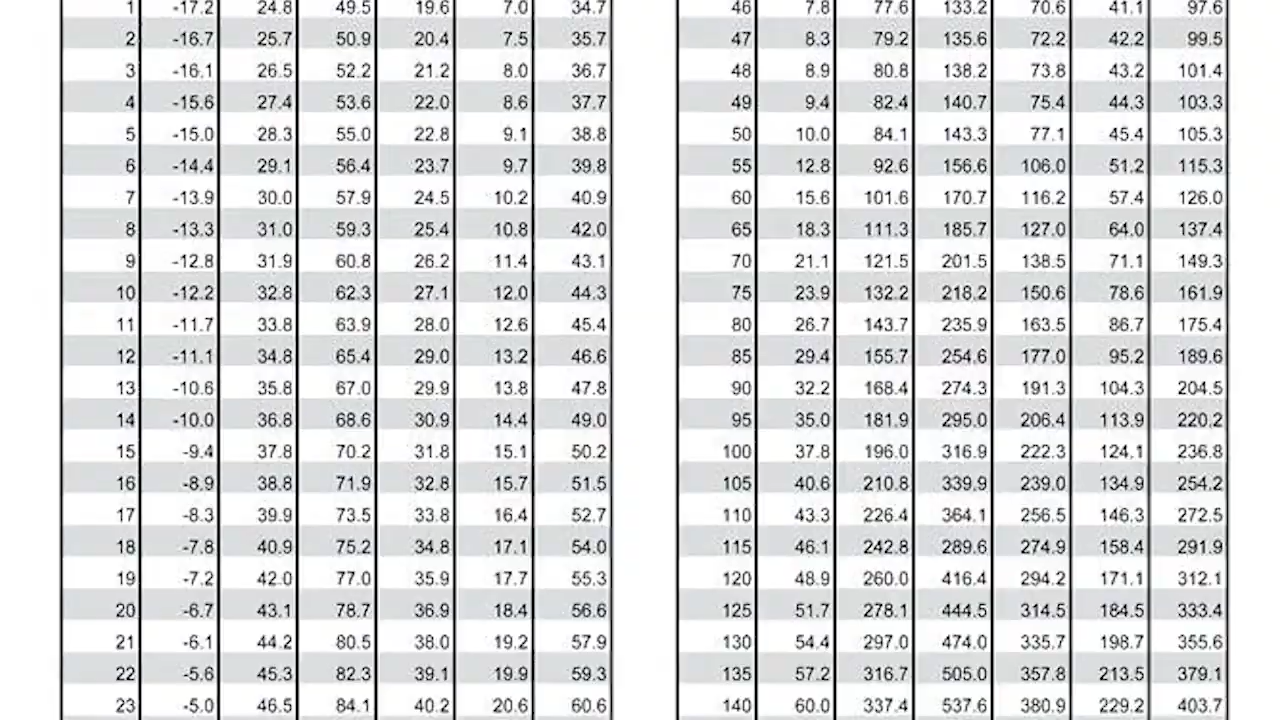 1 -17.2 24.8 49.5 19.6 7.0 34.7
2 -16.7 25.7 50.9 20.4 7.5 35.7
3 -16.1 26.5 52.2 21.2 8.0 36.7
4 -15.6 27.4 53.6 22.0 8.6 37.7
5 -15.0 28.3 55.0 22.8 9.1 38.8
6 -14.4 29.1 56.4 23.7 9.7 39.8
7 -13.9 30.0 57.9 24.5 10.2 40.9
8 -13.3 31.0 59.3 25.4 10.8 42.0
9 -12.8 31.9 60.8 26.2 11.4 43.1
10 -12.2 32.8 62.3 27.1 12.0 44.3
11 -11.7 33.8 63.9 28.0 12.6 45.4
12 -11.1 34.8 65.4 29.0 13.2 46.6
13 -10.6 35.8 67.0 29.9 13.8 47.8
14 -10.0 36.8 68.6 30.9 14.4 49.0
15 -9.4 37.8 70.2 31.8 15.1 50.2
16 -8.9 38.8 71.9 32.8 15.7 51.5
17 -8.3 39.9 73.5 33.8 16.4 52.7
18 -7.8 40.9 75.2 34.8 17.1 54.0
19 -7.2 42.0 77.0 35.9 17.7 55.3
20 -6.7 43.1 78.7 36.9 18.4 56.6
21 -6.1 44.2 80.5 38.0 19.2 57.9
22 -5.6 45.3 82.3 39.1 19.9 59.3
23 -5.0 46.5 84.1 40.2 20.6 60.6
46 7.8 77.6 133.2 70.6 41.1 97.6
47 8.3 79.2 135.6 72.2 42.2 99.5
48 8.9 80.8 138.2 73.8 43.2 101.4
49 9.4 82.4 140.7 75.4 44.3 103.3
50 10.0 84.1 143.3 77.1 45.4 105.3
55 12.8 92.6 156.6 106.0 51.2 115.3
60 15.6 101.6 170.7 116.2 57.4 126.0
65 18.3 111.3 185.7 127.0 64.0 137.4
70 21.1 121.5 201.5 138.5 71.1 149.3
75 23.9 132.2 218.2 150.6 78.6 161.9
80 26.7 143.7 235.9 163.5 86.7 175.4
85 29.4 155.7 254.6 177.0 95.2 189.6
90 32.2 168.4 274.3 191.3 104.3 204.5
95 35.0 181.9 295.0 206.4 113.9 220.2
100 37.8 196.0 316.9 222.3 124.1 236.8
105 40.6 210.8 339.9 239.0 134.9 254.2
110 43.3 226.4 364.1 256.5 146.3 272.5
115 46.1 242.8 289.6 274.9 158.4 291.9
120 48.9 260.0 416.4 294.2 171.1 312.1
125 51.7 278.1 444.5 314.5 184.5 333.4
130 54.4 297.0 474.0 335.7 198.7 355.6
135 57.2 316.7 505.0 357.8 213.5 379.1
140 60.0 337.4 537.6 380.9 229.2 403.7